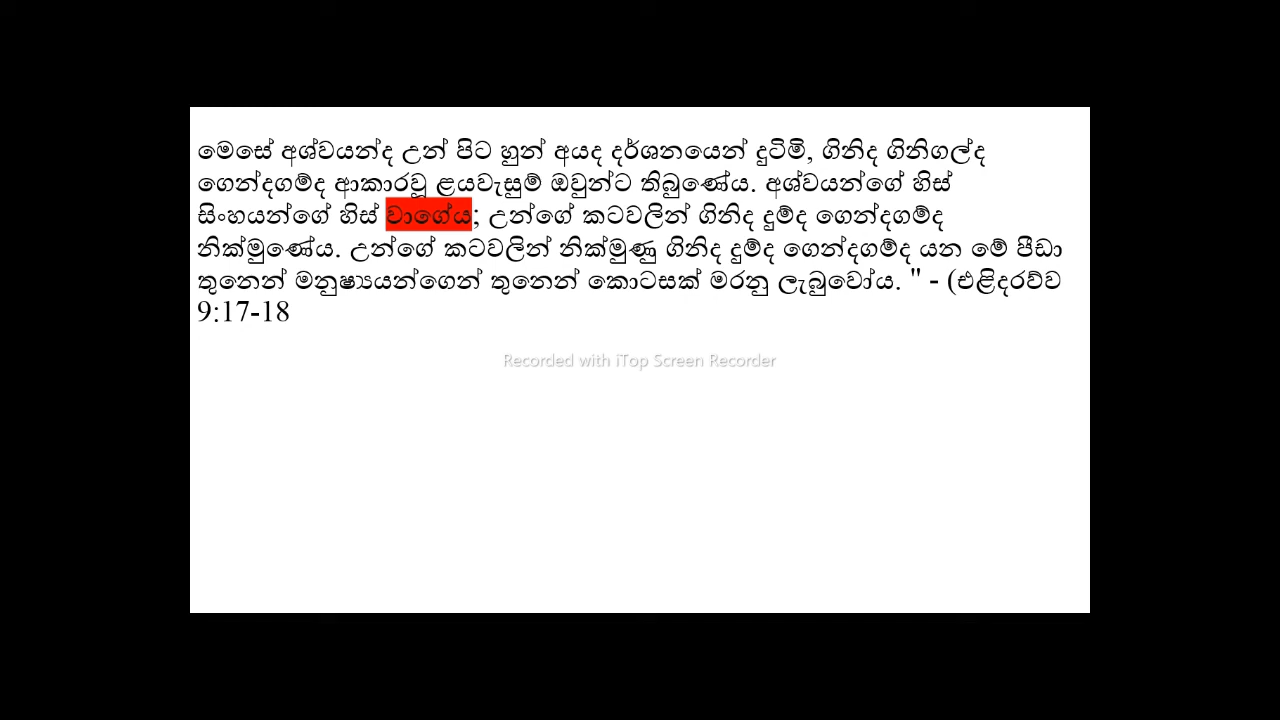 මෙසේ අශ්වයන්ද උන් පිට හුන් අයද දර්ශනයෙන් දුටිමි, ගිනිද ගිනිගල්ද
ගෙන්දගම්ද ආකාරවූ ළයවැසුම් ඔවුන්ට තිබුණේය. අශ්වයන්ගේ හිස්
සිංහයන්ගේ හිස් වාගේය; උන්ගේ කටවලින් ගිනිද දුම්ද ගෙන්දගම්ද
නික්මුණේය. උන්ගේ කටවලින් නික්මුණු ගිනිද දුම්ද ගෙන්දගම්ද යන මේ පීඩා
තුනෙන් මනුෂ්‍යයන්ගෙන් තුනෙන් කොටසක් මරනු ලැබුවෝය. " - (එළිදරව්ව
9:17-18
Recorded with iTop Screen Recorder